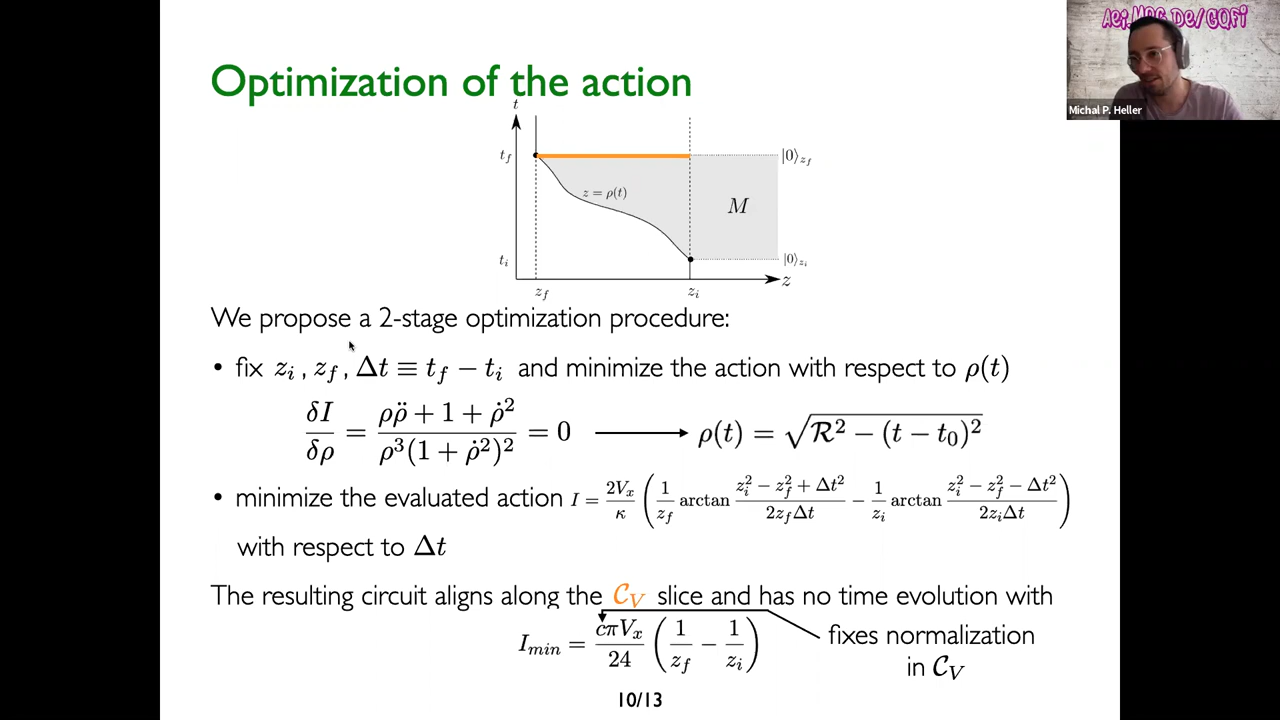 Aei.MPG.De/GQFI
Michal P. Heller
Optimization of the action
t
t_f
|0⟩_{z_f}
z = ρ(t)
M
t_i
|0⟩_{z_i}
z_f
z_i
z
We propose a 2-stage optimization procedure:
• fix z_i , z_f , Δt ≡ t_f − t_i and minimize the action with respect to ρ(t)
δI/δρ = (ρρ̈ + 1 + ρ̇²)/(ρ³(1 + ρ̇²)²) = 0 ⟶ ρ(t) = √(ℛ² − (t − t₀)²)
• minimize the evaluated action I = 2V_x/κ (1/z_f arctan (z_i² − z_f² + Δt²)/(2z_fΔt) − 1/z_i arctan (z_i² − z_f² − Δt²)/(2z_iΔt))
with respect to Δt
The resulting circuit aligns along the 𝒞_V slice and has no time evolution with
I_min = cπV_x/24 (1/z_f − 1/z_i)
fixes normalization
in 𝒞_V
10/13